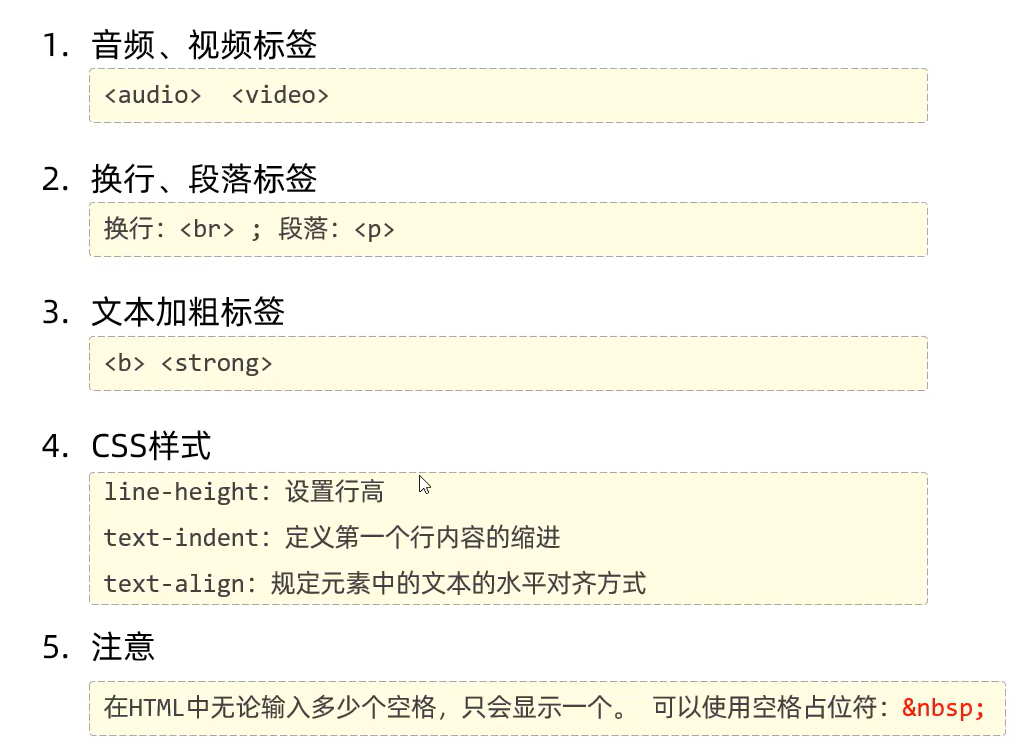 1. 音频、视频标签
<audio>  <video>
2. 换行、段落标签
换行：<br> ; 段落：<p>
3. 文本加粗标签
<b> <strong>
4. CSS样式
line-height：设置行高
text-indent：定义第一个行内容的缩进
text-align：规定元素中的文本的水平对齐方式
5. 注意
在HTML中无论输入多少个空格，只会显示一个。 可以使用空格占位符：&nbsp;